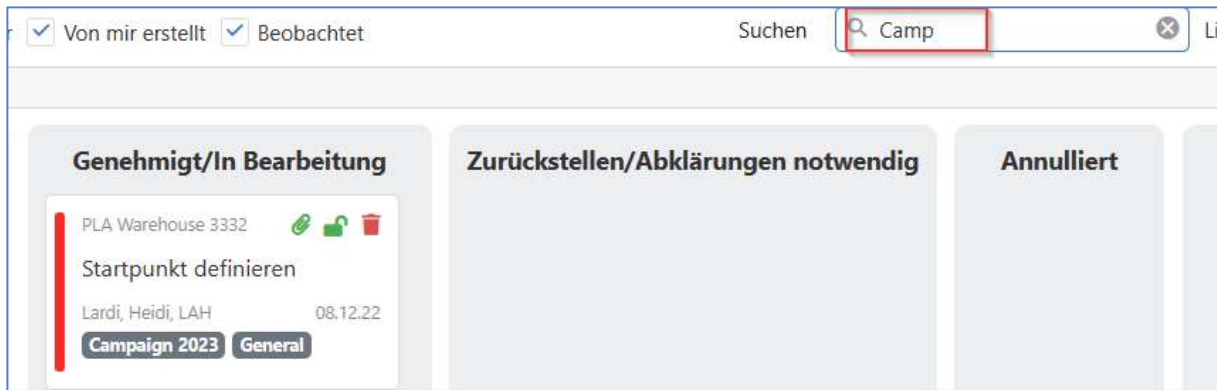 r Von mir erstellt Beobachtet Suchen Camp Li
Genehmigt/In Bearbeitung Zurückstellen/Abklärungen notwendig Annulliert
PLA Warehouse 3332
Startpunkt definieren
Lardi, Heidi, LAH 08.12.22
Campaign 2023 General